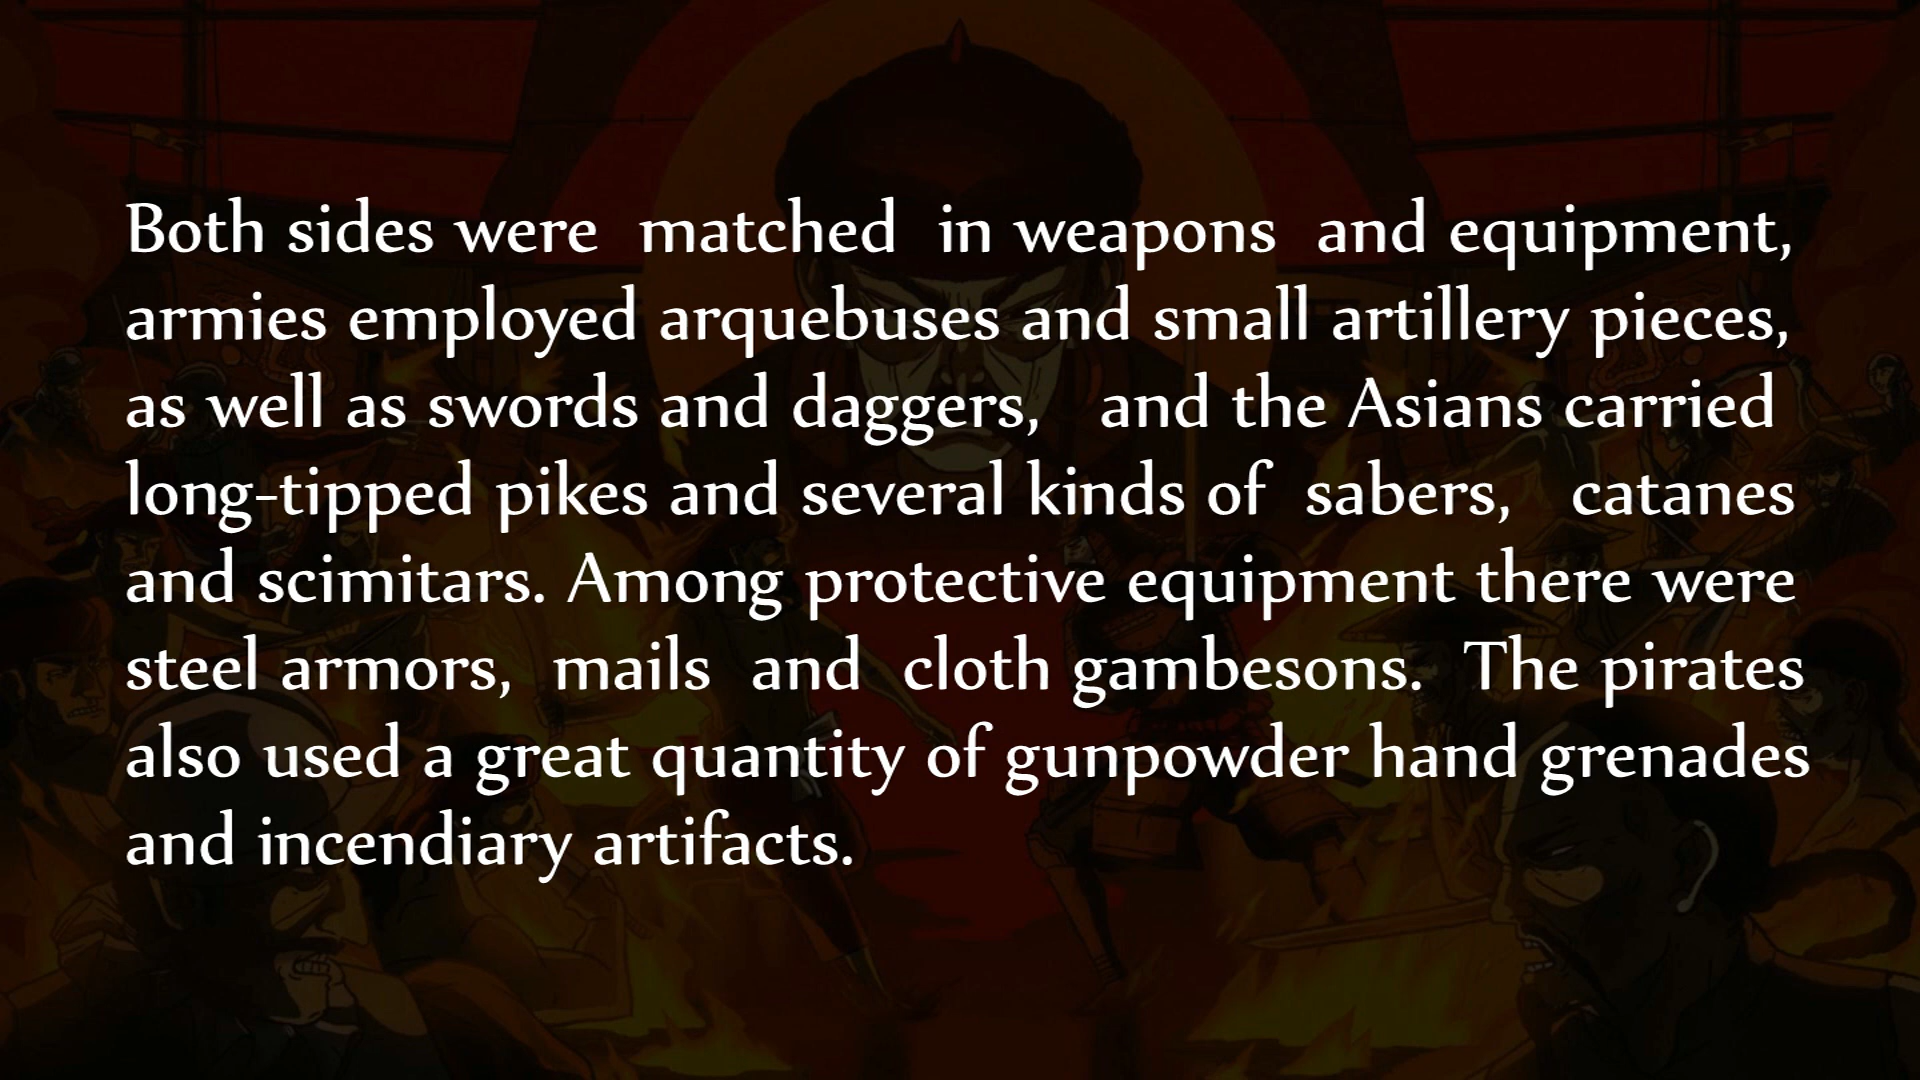 Both sides were matched in weapons and equipment,
armies employed arquebuses and small artillery pieces,
as well as swords and daggers, and the Asians carried
long-tipped pikes and several kinds of sabers, catanes
and scimitars. Among protective equipment there were
steel armors, mails and cloth gambesons. The pirates
also used a great quantity of gunpowder hand grenades
and incendiary artifacts.